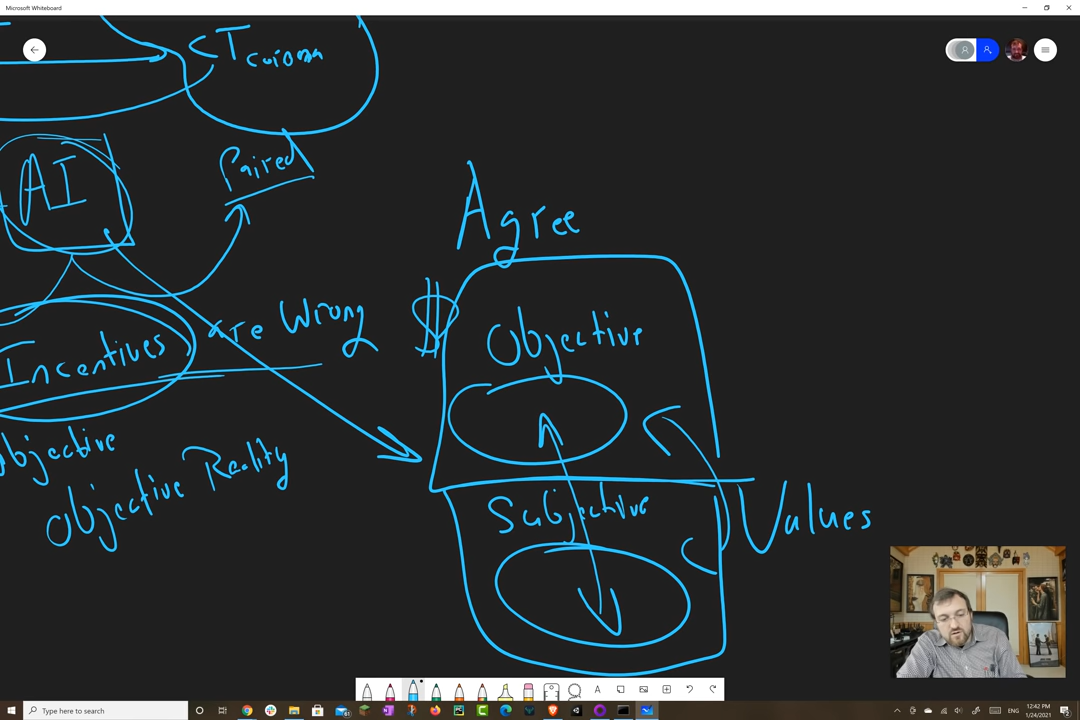 Microsoft Whiteboard
AI
Paired
Agree
Incentives
Are Wrong
$
Objective
Objective
Objective Reality
Subjective
Values
Type here to search
ENG
12:42 PM
1/24/2021